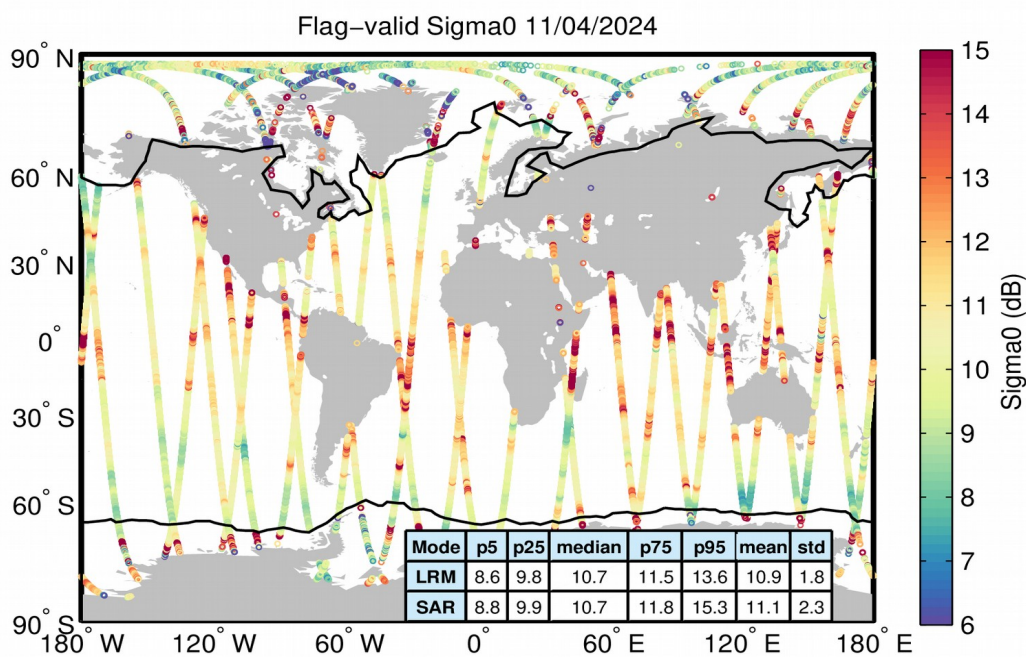 Flag−valid Sigma0 11/04/2024
90° N
60° N
30° N
0°
30° S
60° S
90° S
180° W
120° W
60° W
0°
60° E
120° E
180° E
15
14
13
12
11
10
9
8
7
6
Sigma0 (dB)
Mode p5 p25 median p75 p95 mean std
LRM 8.6 9.8 10.7 11.5 13.6 10.9 1.8
SAR 8.8 9.9 10.7 11.8 15.3 11.1 2.3